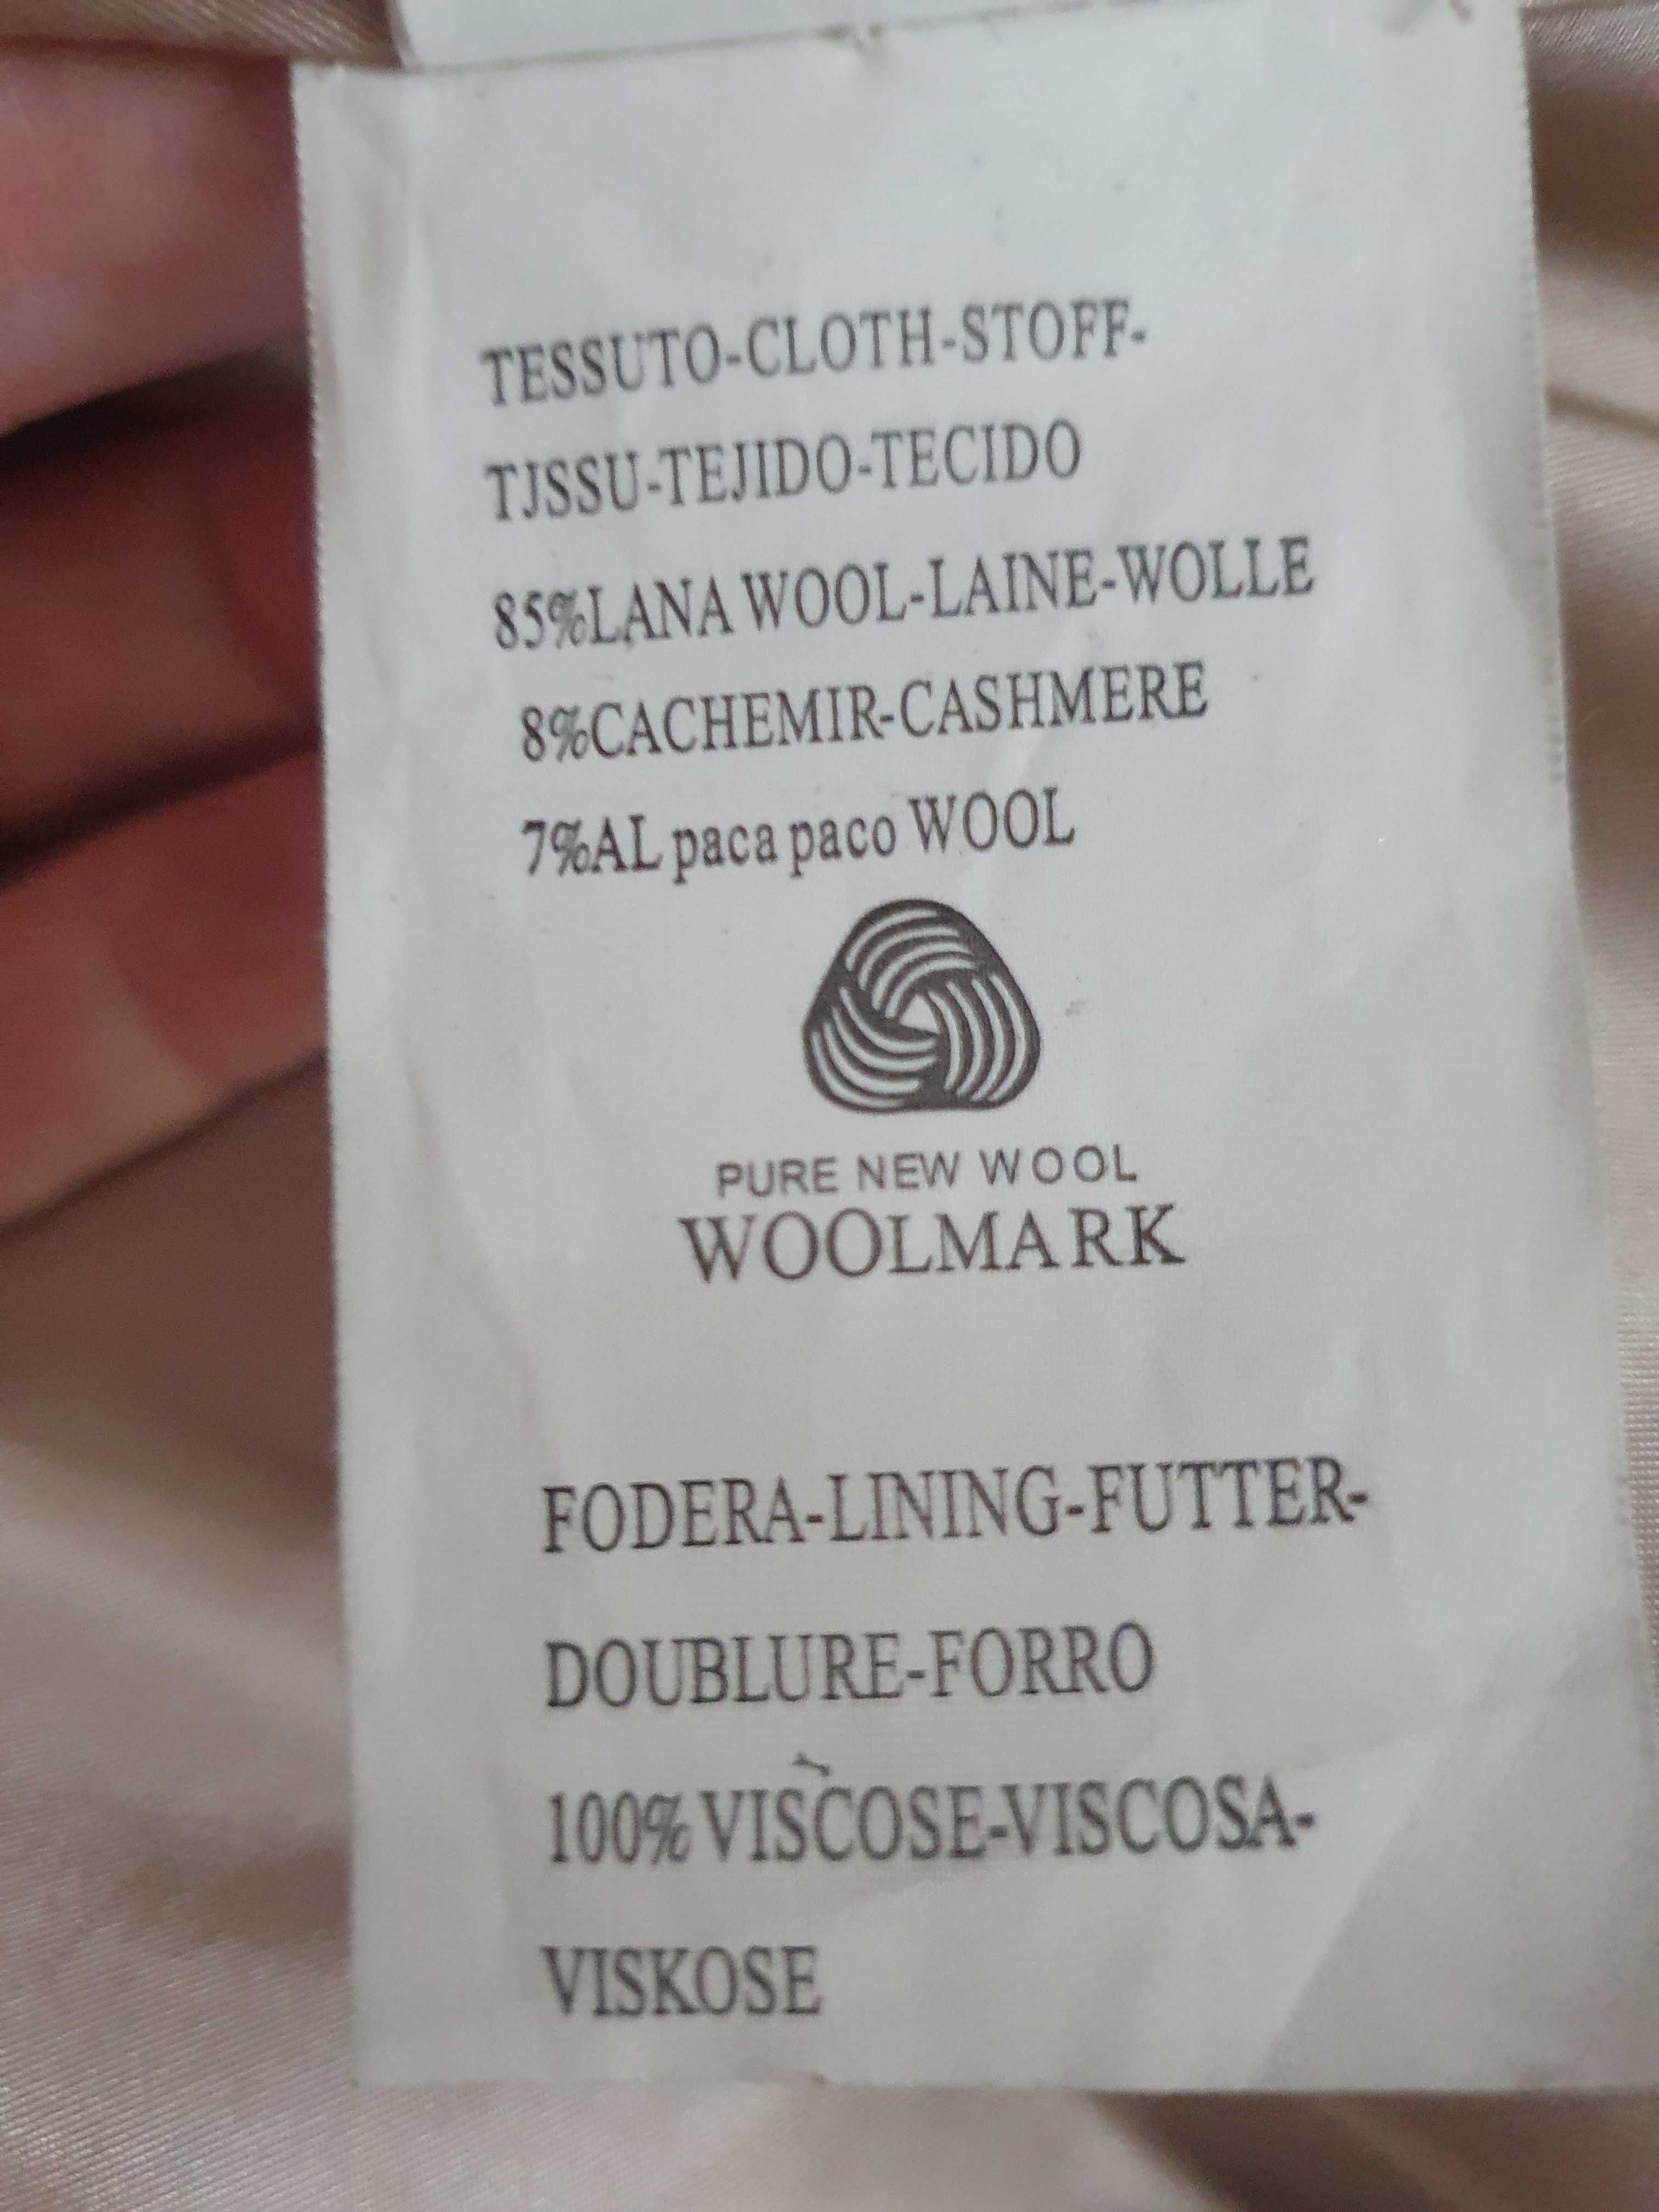 TESSUTO-CLOTH-STOFF-
TJSSU-TEJIDO-TECIDO
85%LANA WOOL-LAINE-WOLLE
8%CACHEMIR-CASHMERE
7%AL paca paco WOOL
PURE NEW WOOL
WOOLMARK
FODERA-LINING-FUTTER-
DOUBLURE-FORRO
100% VISCOSE-VISCOSA-
VISKOSE